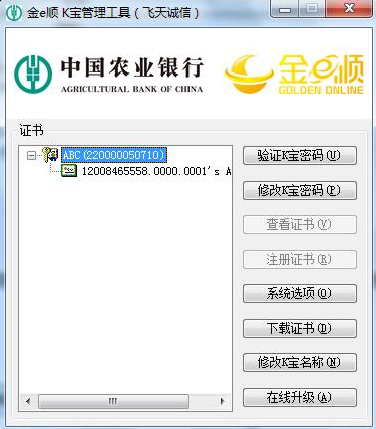 金e顺 K宝管理工具（飞天诚信）
中国农业银行
AGRICULTURAL BANK OF CHINA
金e顺
GOLDEN ONLINE
证书
ABC(220000050710)
12008465558.0000.0001's A
验证K宝密码(U)
修改K宝密码(P)
查看证书(V)
注册证书(R)
系统选项(O)
下载证书(D)
修改K宝名称(N)
在线升级(A)